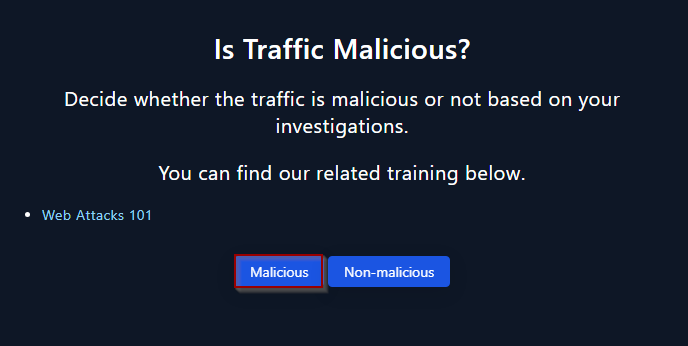 Is Traffic Malicious?
Decide whether the traffic is malicious or not based on your
investigations.
You can find our related training below.
Web Attacks 101
Malicious
Non-malicious